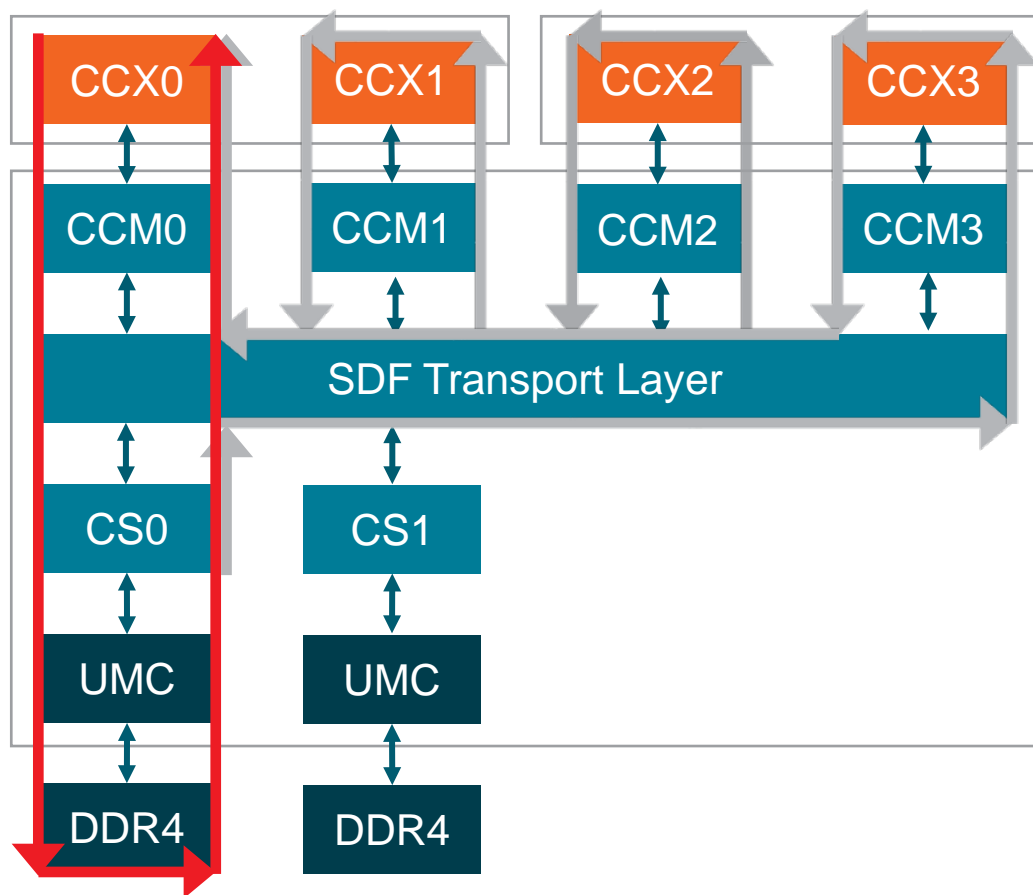 CCX0
CCX1
CCX2
CCX3
CCM0
CCM1
CCM2
CCM3
SDF Transport Layer
CS0
CS1
UMC
UMC
DDR4
DDR4